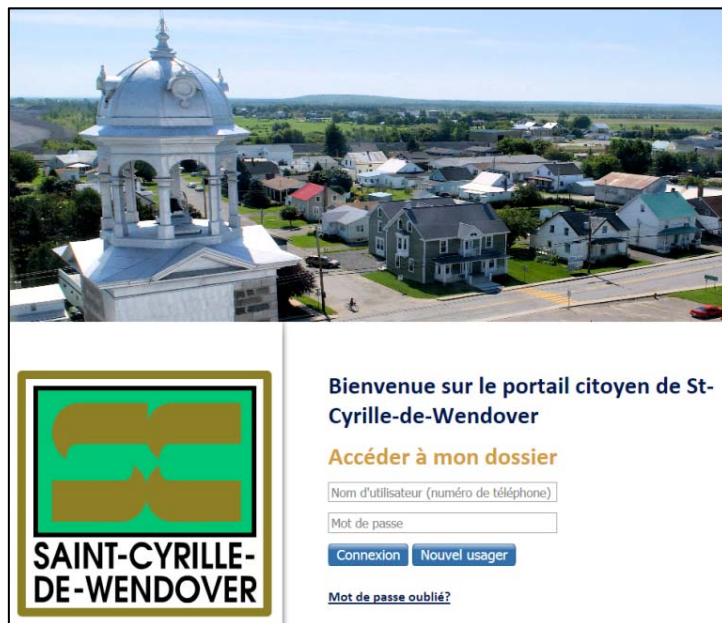 Bienvenue sur le portail citoyen de St-
Cyrille-de-Wendover
Accéder à mon dossier
Nom d'utilisateur (numéro de téléphone)
Mot de passe
Connexion Nouvel usager
Mot de passe oublié?
SAINT-CYRILLE-
DE-WENDOVER